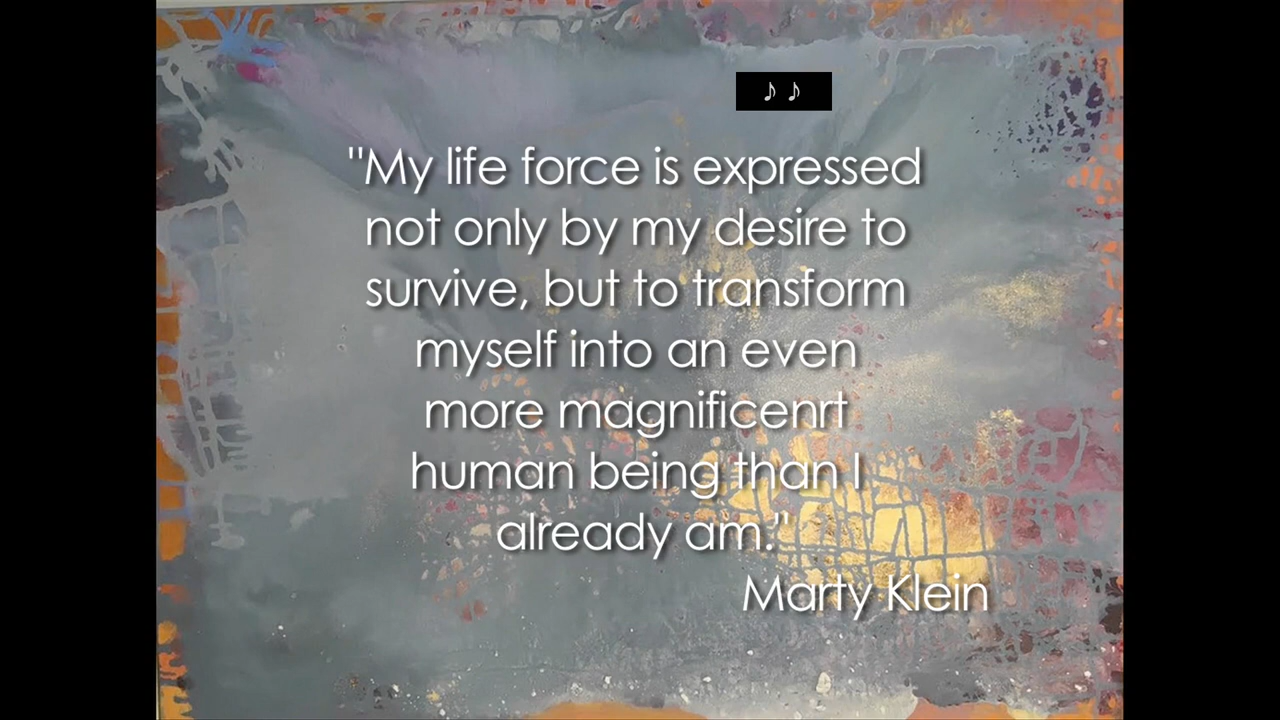 ♪ ♪
"My life force is expressed
not only by my desire to
survive, but to transform
myself into an even
more magnificenrt
human being than I
already am."
Marty Klein